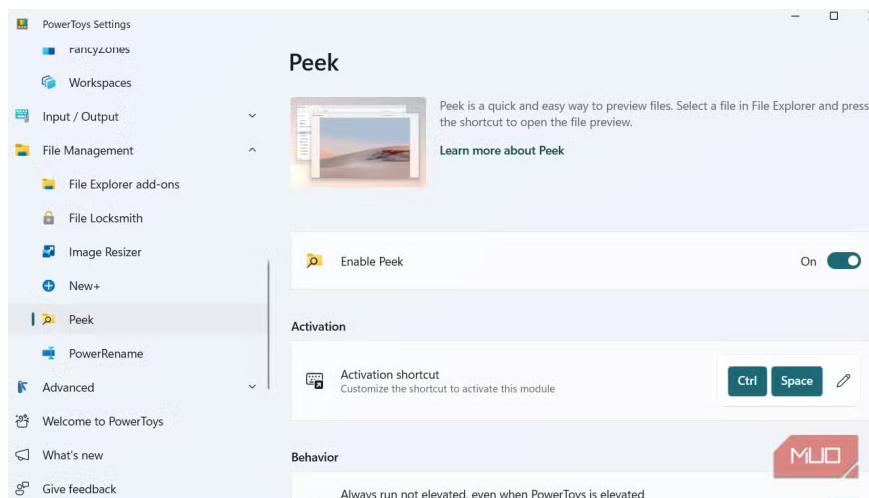 PowerToys Settings
FancyZones
Workspaces
Input / Output
File Management
File Explorer add-ons
File Locksmith
Image Resizer
New+
Peek
PowerRename
Advanced
Welcome to PowerToys
What's new
Give feedback
Peek
Peek is a quick and easy way to preview files. Select a file in File Explorer and press
the shortcut to open the file preview.
Learn more about Peek
Enable Peek
On
Activation
Activation shortcut
Customize the shortcut to activate this module
Ctrl Space
Behavior
Always run not elevated, even when PowerToys is elevated
MUO